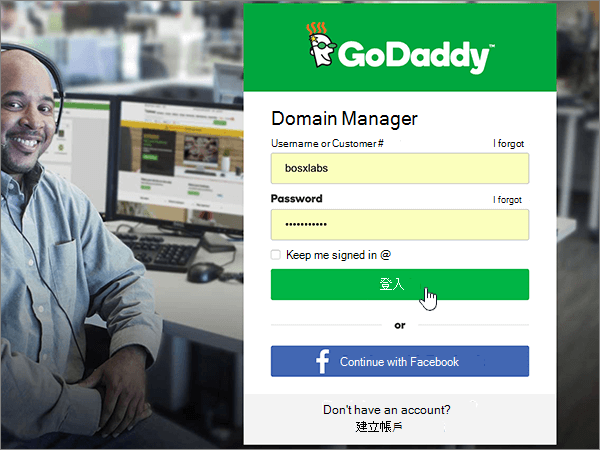 GoDaddy™
Domain Manager
Username or Customer # I forgot
bosxlabs
Password I forgot
•••••••••••
Keep me signed in @
登入
or
f Continue with Facebook
Don't have an account?
建立帳戶